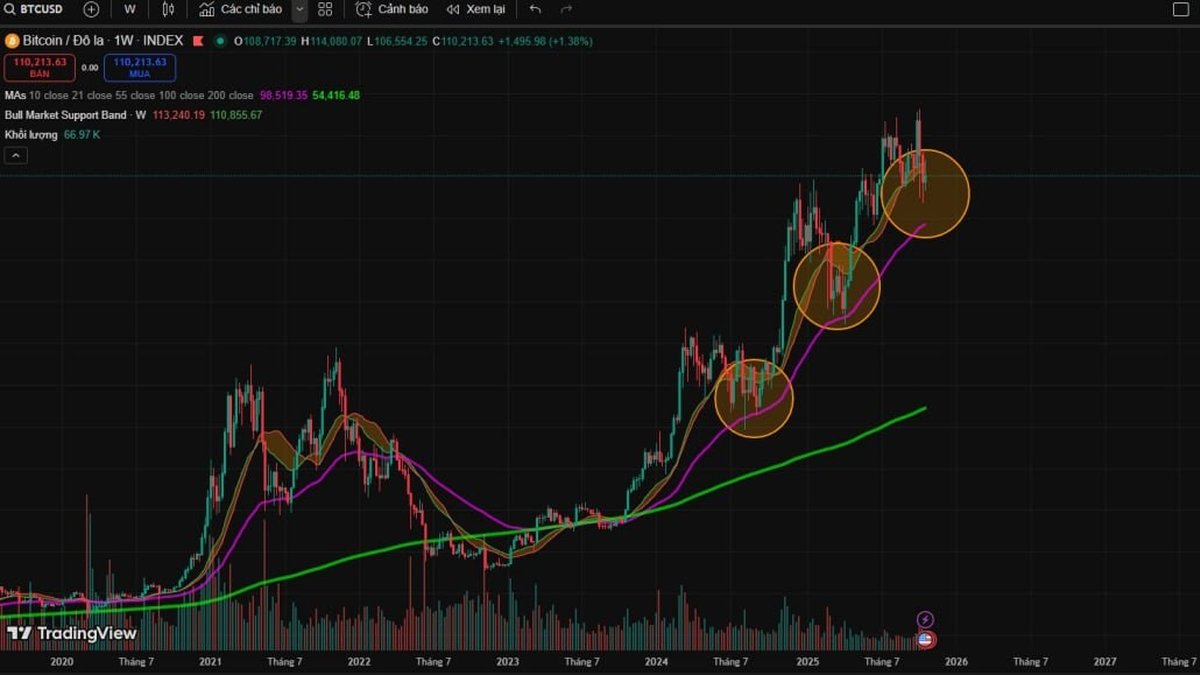 BTCUSD W Các chỉ báo Cảnh báo Xem lại
Bitcoin / Đô la · 1W · INDEX O108,717.39 H114,080.07 L106,554.25 C110,213.63 +1,495.98 (+1.38%)
110,213.63 0.00 110,213.63
BÁN MUA
MAs 10 close 21 close 55 close 100 close 200 close 98,519.35 54,416.48
Bull Market Support Band · W 113,240.19 110,855.67
Khối lượng 66.97 K
TradingView
2020 Tháng 7 2021 Tháng 7 2022 Tháng 7 2023 Tháng 7 2024 Tháng 7 2025 Tháng 7 2026 Tháng 7 2027 Tháng 7